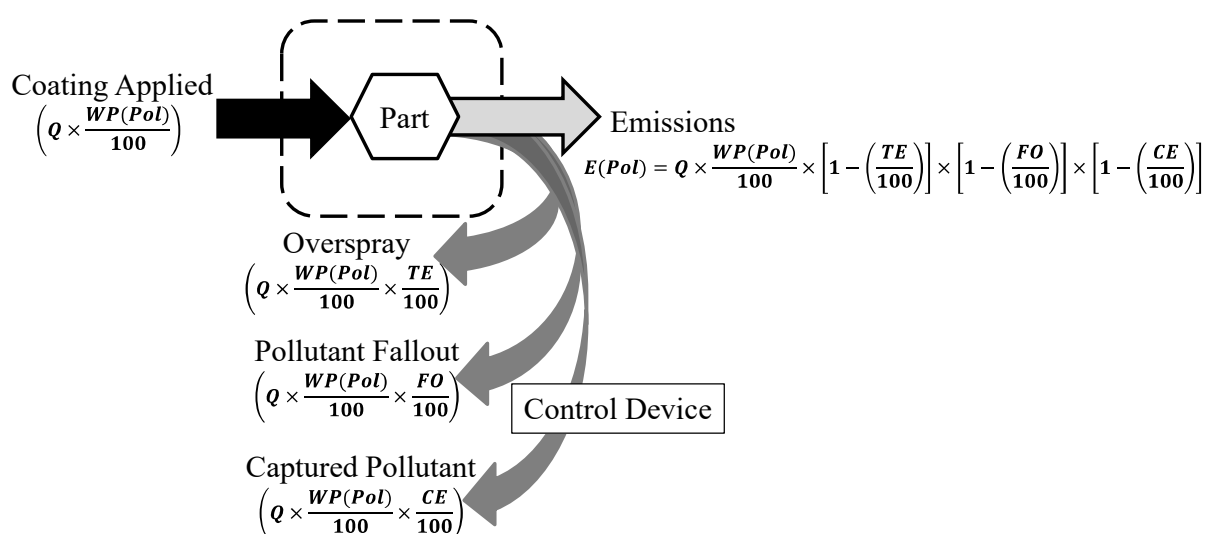 Coating Applied
(Q × WP(Pol)/100)
Part
Emissions
E(Pol) = Q × WP(Pol)/100 × [1 − (TE/100)] × [1 − (FO/100)] × [1 − (CE/100)]
Overspray
(Q × WP(Pol)/100 × TE/100)
Pollutant Fallout
(Q × WP(Pol)/100 × FO/100)
Control Device
Captured Pollutant
(Q × WP(Pol)/100 × CE/100)